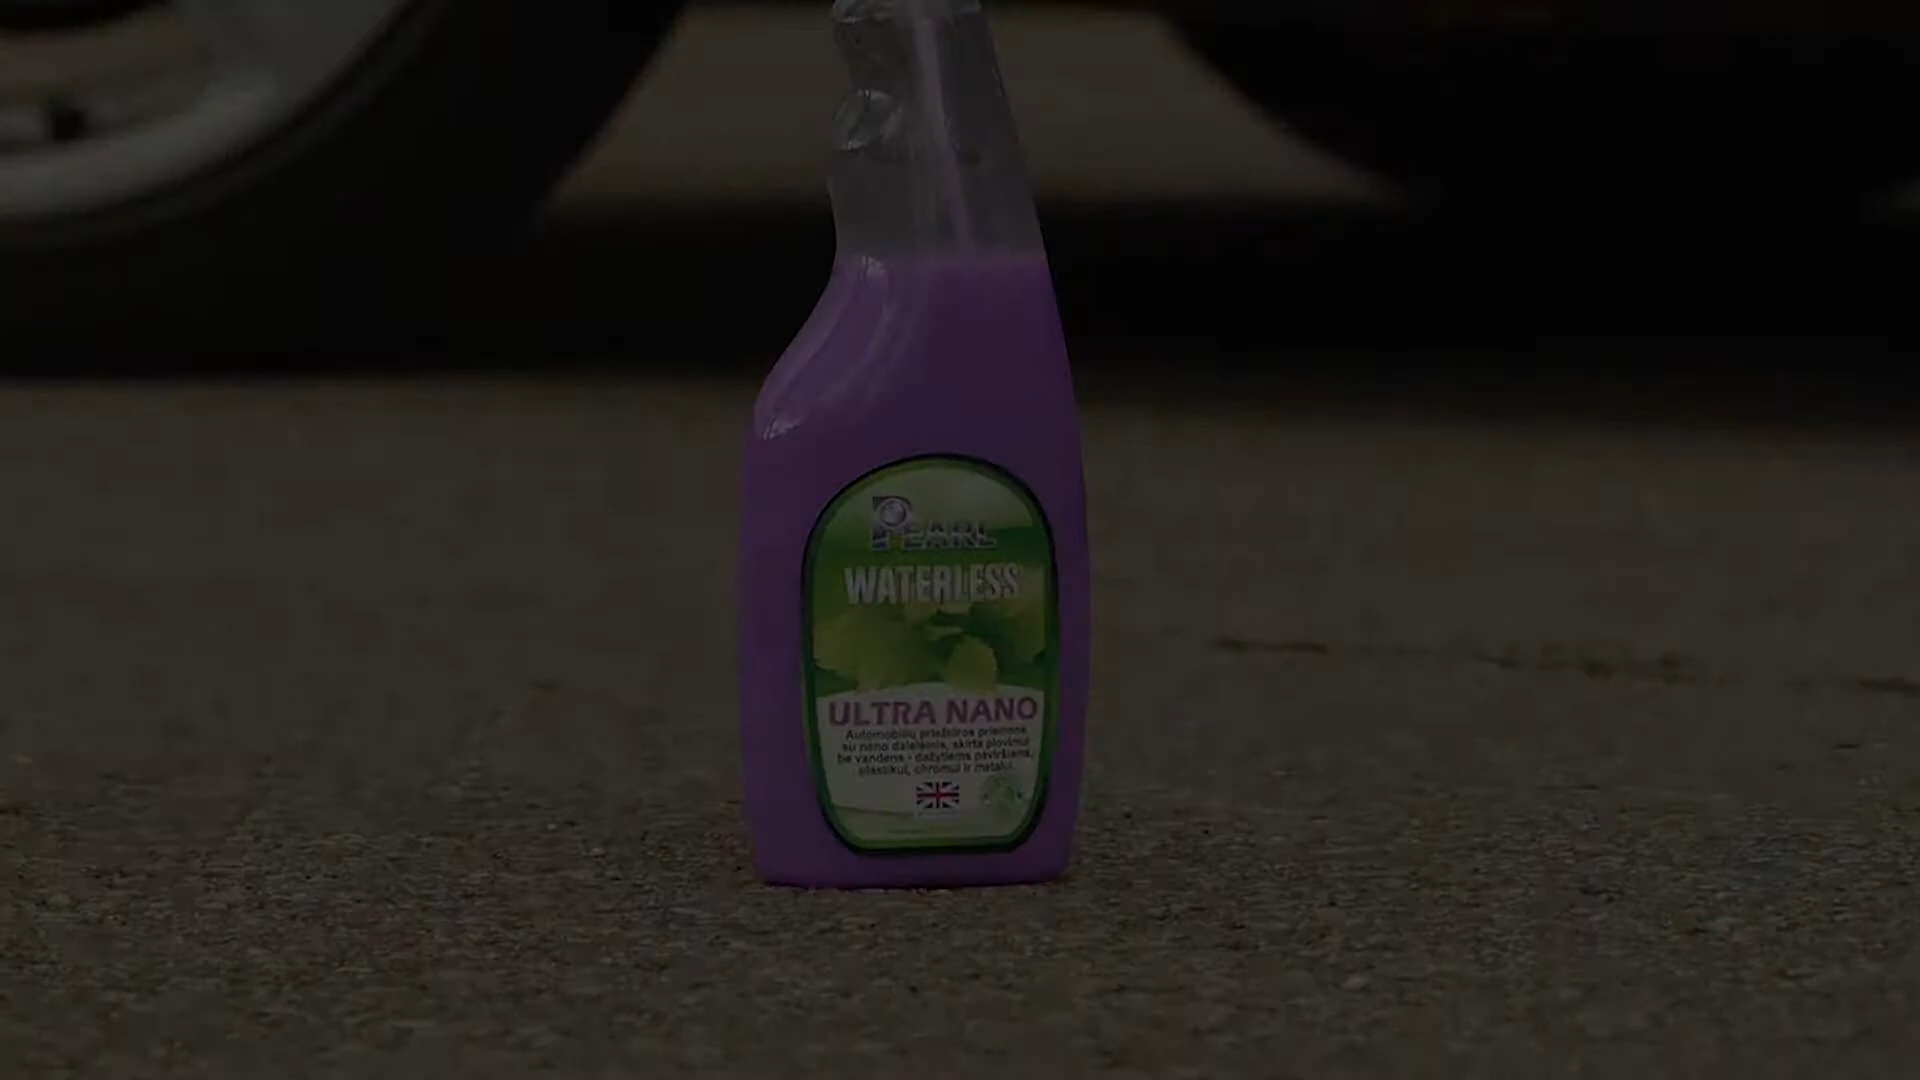 PEARL
WATERLESS
ULTRA NANO
Automobilių priežiūros priemonė
su nano dalelėmis, skirta plovimui
be vandens - dažytiems paviršiams,
plastikui, chromui ir metalui.